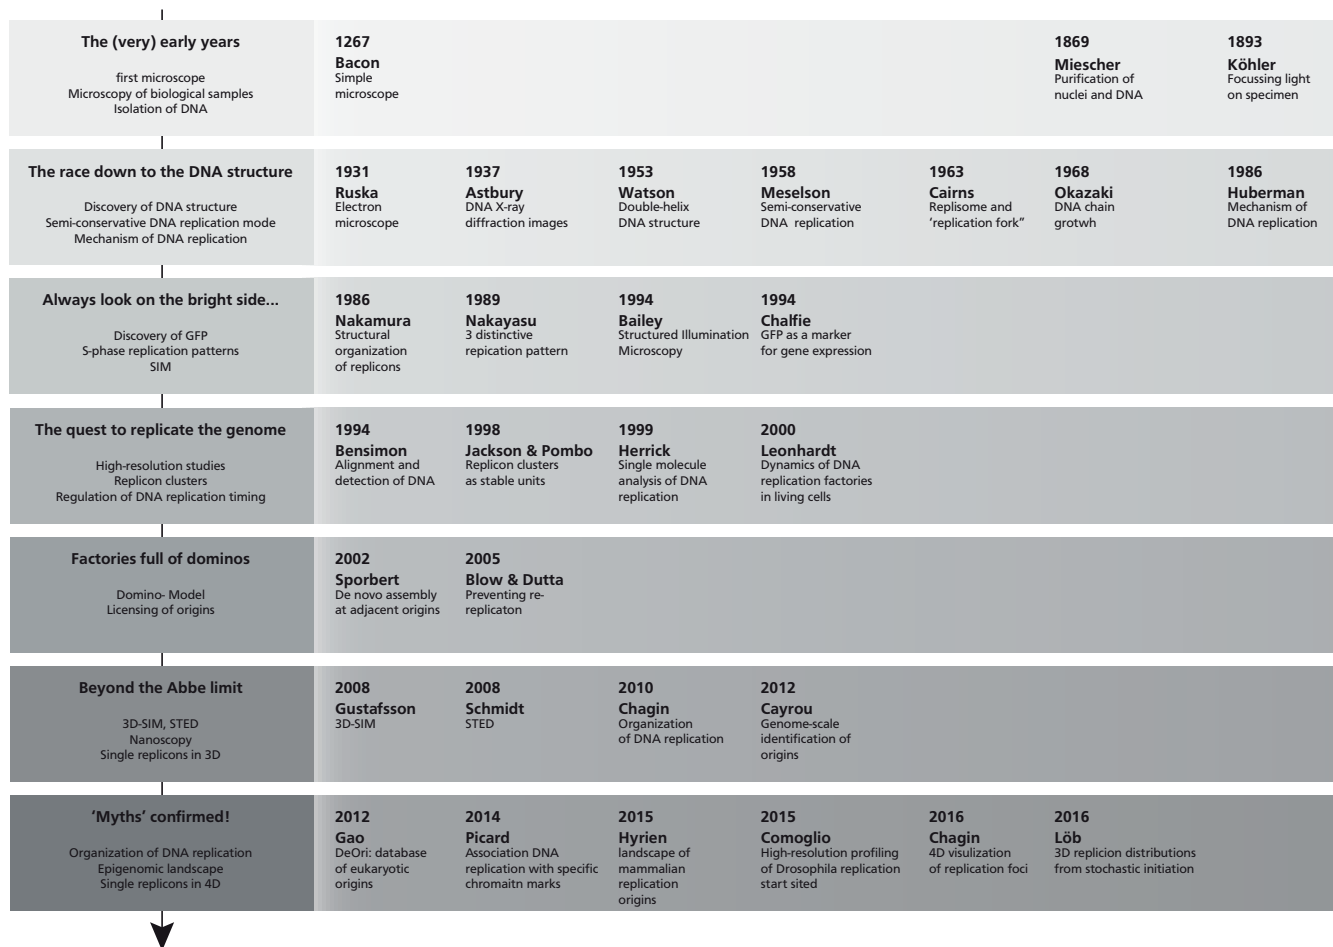 The (very) early years
first microscope
Microscopy of biological samples
Isolation of DNA
1267
Bacon
Simple
microscope
1869
Miescher
Purification of
nuclei and DNA
1893
Köhler
Focussing light
on specimen
The race down to the DNA structure
Discovery of DNA structure
Semi-conservative DNA replication mode
Mechanism of DNA replication
1931
Ruska
Electron
microscope
1937
Astbury
DNA X-ray
diffraction images
1953
Watson
Double-helix
DNA structure
1958
Meselson
Semi-conservative
DNA replication
1963
Cairns
Replisome and
‘replication fork”
1968
Okazaki
DNA chain
grotwh
1986
Huberman
Mechanism of
DNA replication
Always look on the bright side...
Discovery of GFP
S-phase replication patterns
SIM
1986
Nakamura
Structural
organization
of replicons
1989
Nakayasu
3 distinctive
repication pattern
1994
Bailey
Structured Illumination
Microscopy
1994
Chalfie
GFP as a marker
for gene expression
The quest to replicate the genome
High-resolution studies
Replicon clusters
Regulation of DNA replication timing
1994
Bensimon
Alignment and
detection of DNA
1998
Jackson & Pombo
Replicon clusters
as stable units
1999
Herrick
Single molecule
analysis of DNA
replication
2000
Leonhardt
Dynamics of DNA
replication factories
in living cells
Factories full of dominos
Domino- Model
Licensing of origins
2002
Sporbert
De novo assembly
at adjacent origins
2005
Blow & Dutta
Preventing re-
replicaton
Beyond the Abbe limit
3D-SIM, STED
Nanoscopy
Single replicons in 3D
2008
Gustafsson
3D-SIM
2008
Schmidt
STED
2010
Chagin
Organization
of DNA replication
2012
Cayrou
Genome-scale
identification of
origins
‘Myths’ confirmed!
Organization of DNA replication
Epigenomic landscape
Single replicons in 4D
2012
Gao
DeOri: database
of eukaryotic
origins
2014
Picard
Association DNA
replication with specific
chromaitn marks
2015
Hyrien
landscape of
mammalian
replication
origins
2015
Comoglio
High-resolution profiling
of Drosophila replication
start sited
2016
Chagin
4D visulization
of replication foci
2016
Löb
3D replicion distributions
from stochastic initiation